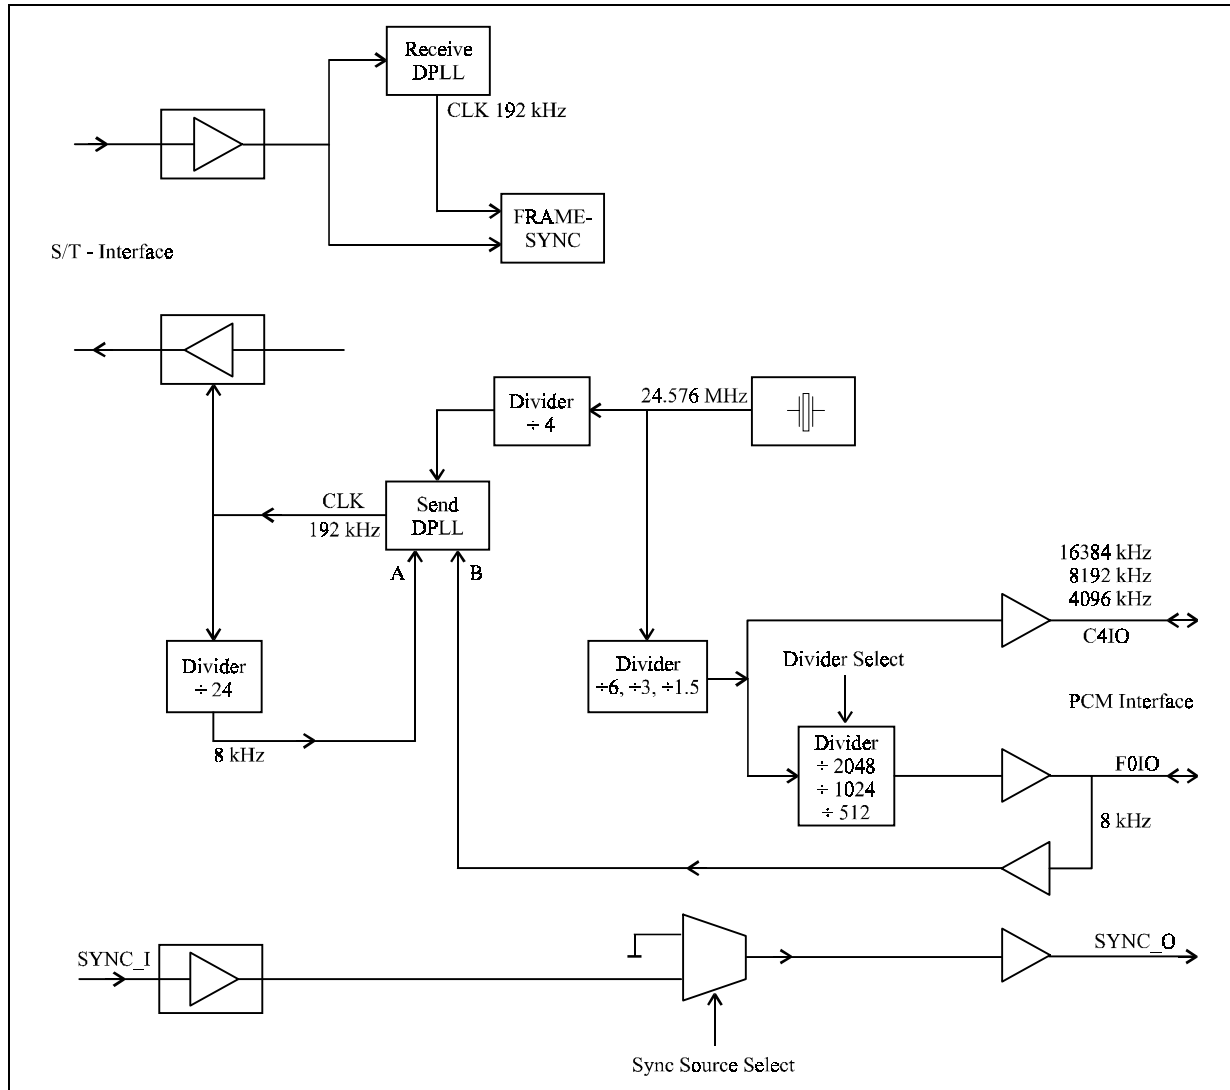 Receive
DPLL
CLK 192 kHz
FRAME-
SYNC
S/T - Interface
24.576 MHz
Divider
÷ 4
CLK
192 kHz
Send
DPLL
A
B
16384 kHz
8192 kHz
4096 kHz
C4IO
Divider
÷ 24
Divider
÷6, ÷3, ÷1.5
Divider Select
PCM Interface
8 kHz
Divider
÷ 2048
÷ 1024
÷ 512
F0IO
8 kHz
SYNC_I
SYNC_O
Sync Source Select